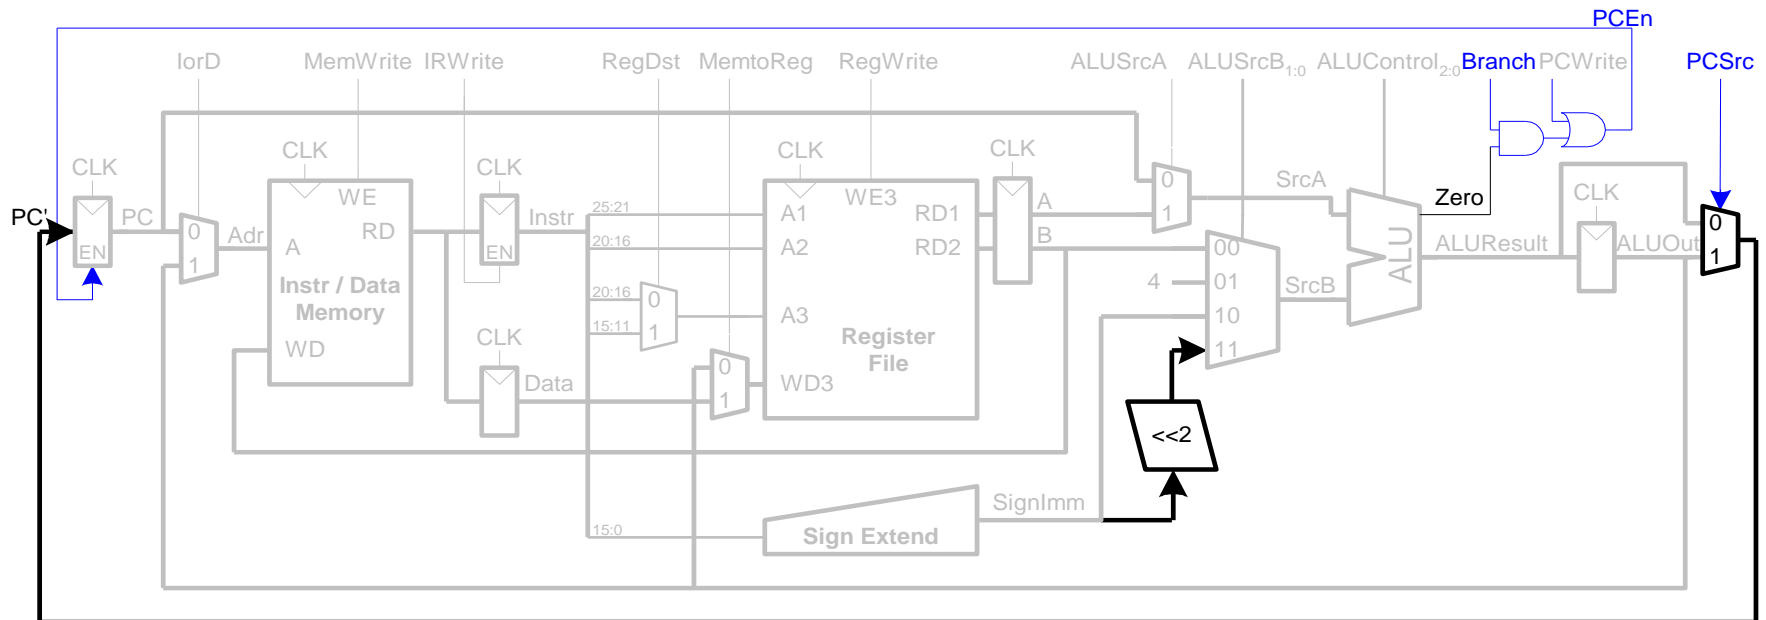 PCEn
IorD MemWrite IRWrite RegDst MemtoReg RegWrite ALUSrcA ALUSrcB1:0 ALUControl2:0 Branch PCWrite PCSrc
CLK CLK CLK CLK CLK CLK CLK
PC' PC EN
0 1 Adr
A WE RD
Instr / Data
Memory
WD
EN Instr
CLK
Data
25:21
20:16
20:16
15:11
15:0
0
1
0
1
A1 WE3 RD1
A2 RD2
A3
Register
File
WD3
A
B
0
1
SrcA
00
4 01
10
11
SrcB
ALU
Zero
ALUResult
ALUOut
0
1
<<2
SignImm
Sign Extend